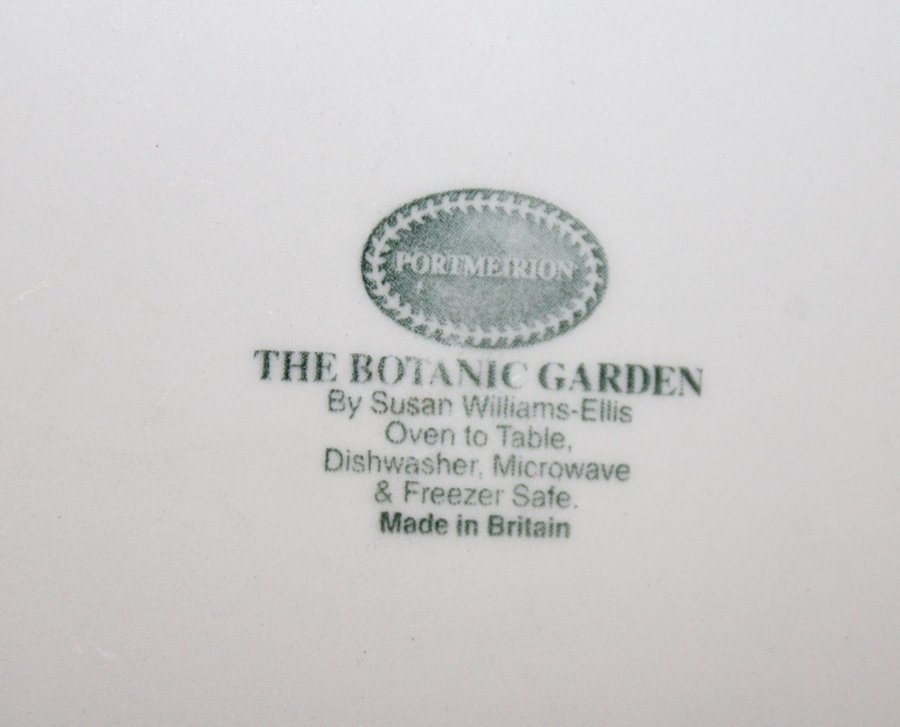 PORTMEIRION
THE BOTANIC GARDEN
By Susan Williams-Ellis
Oven to Table,
Dishwasher, Microwave
& Freezer Safe.
Made in Britain